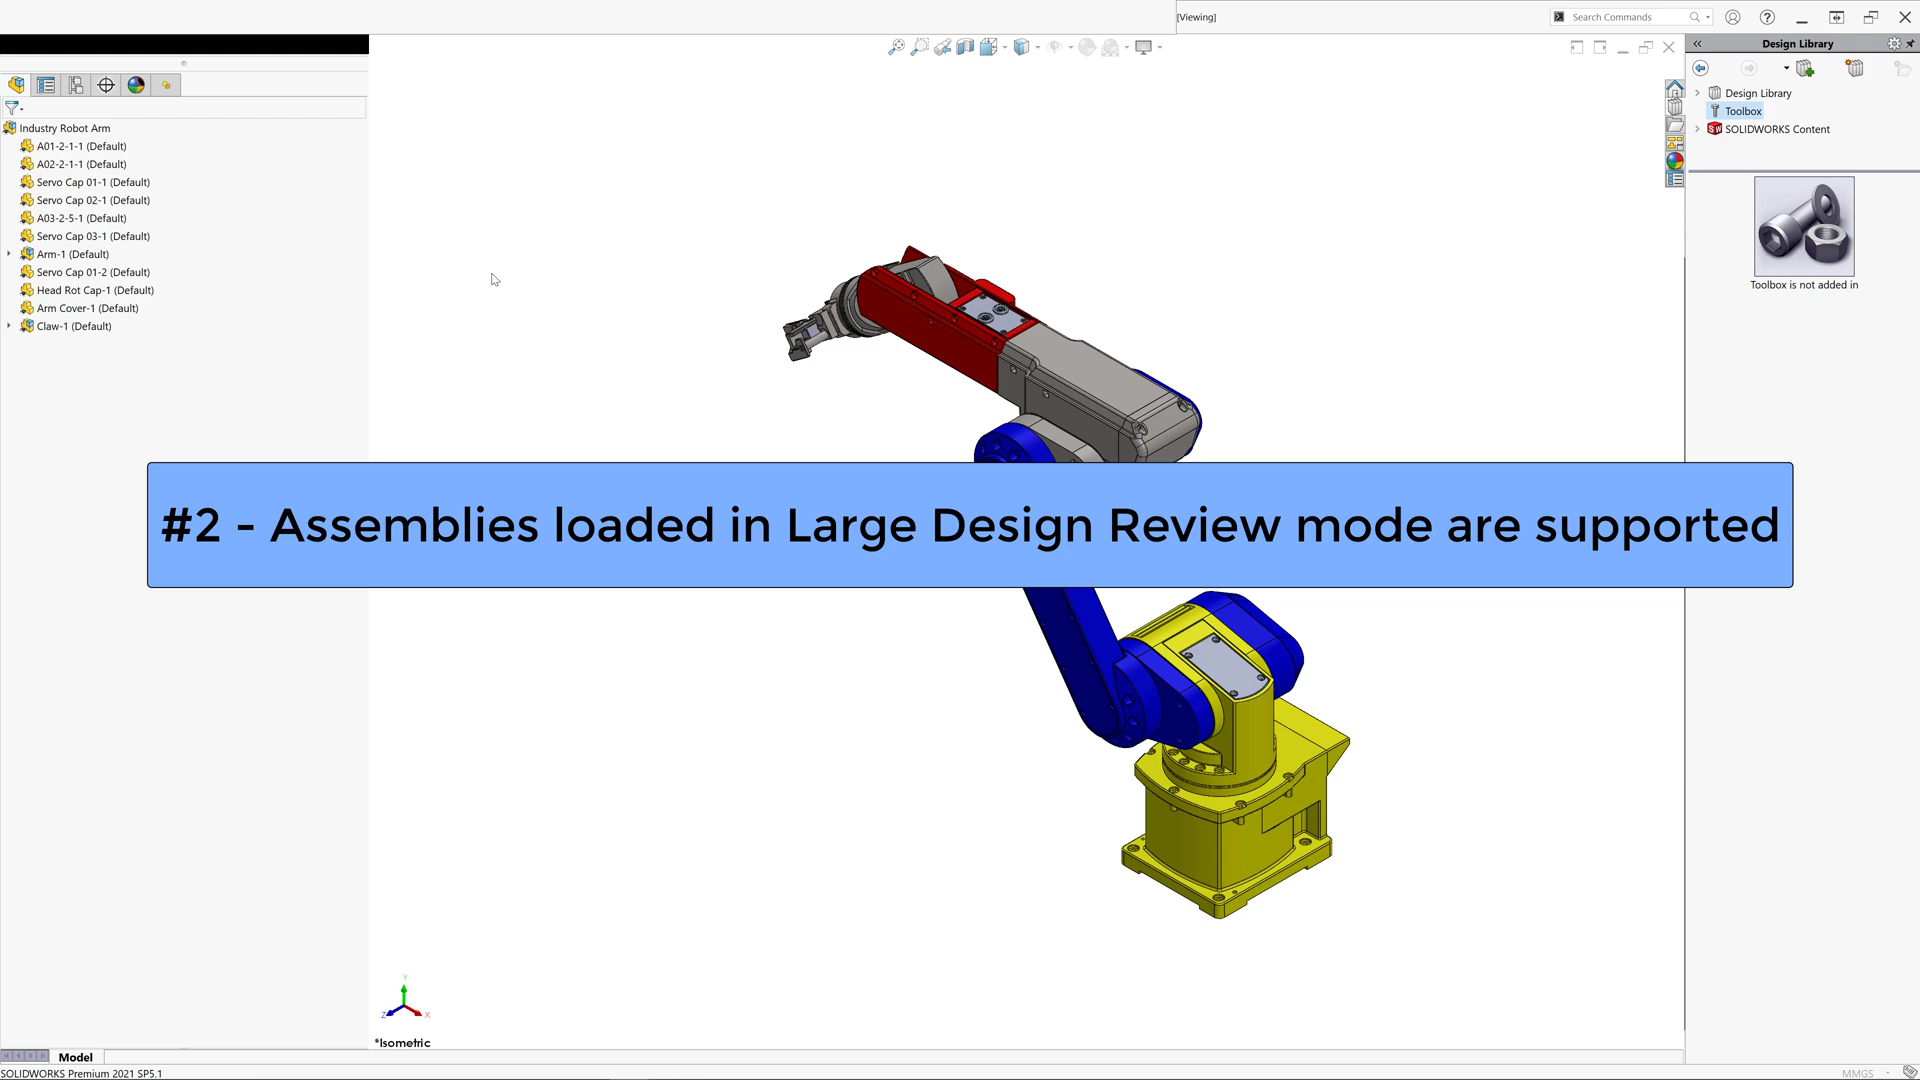 [Viewing]
Search Commands
Industry Robot Arm
A01-2-1-1 (Default)
A02-2-1-1 (Default)
Servo Cap 01-1 (Default)
Servo Cap 02-1 (Default)
A03-2-5-1 (Default)
Servo Cap 03-1 (Default)
Arm-1 (Default)
Servo Cap 01-2 (Default)
Head Rot Cap-1 (Default)
Arm Cover-1 (Default)
Claw-1 (Default)
#2 - Assemblies loaded in Large Design Review mode are supported
Y
Z
X
*Isometric
Design Library
Design Library
Toolbox
SW SOLIDWORKS Content
Toolbox is not added in
Model
SOLIDWORKS Premium 2021 SP5.1
MMGS